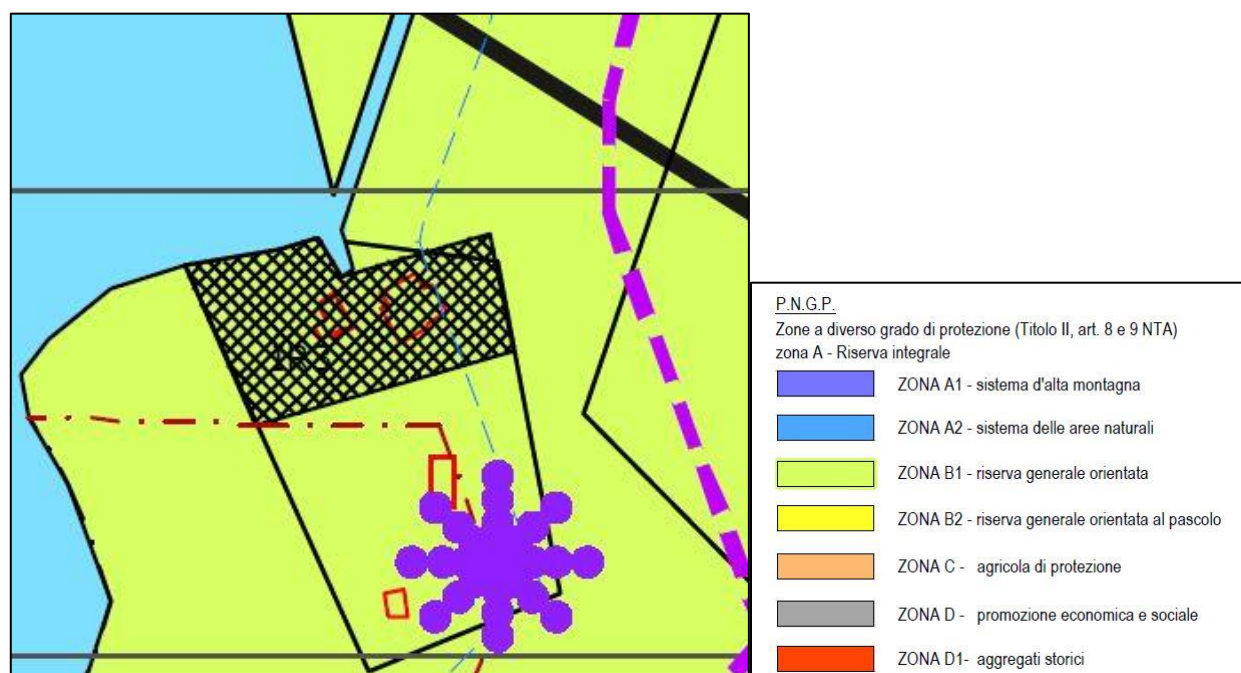 P.N.G.P.
Zone a diverso grado di protezione (Titolo II, art. 8 e 9 NTA)
zona A - Riserva integrale
ZONA A1 - sistema d'alta montagna
ZONA A2 - sistema delle aree naturali
ZONA B1 - riserva generale orientata
ZONA B2 - riserva generale orientata al pascolo
ZONA C - agricola di protezione
ZONA D - promozione economica e sociale
ZONA D1- aggregati storici